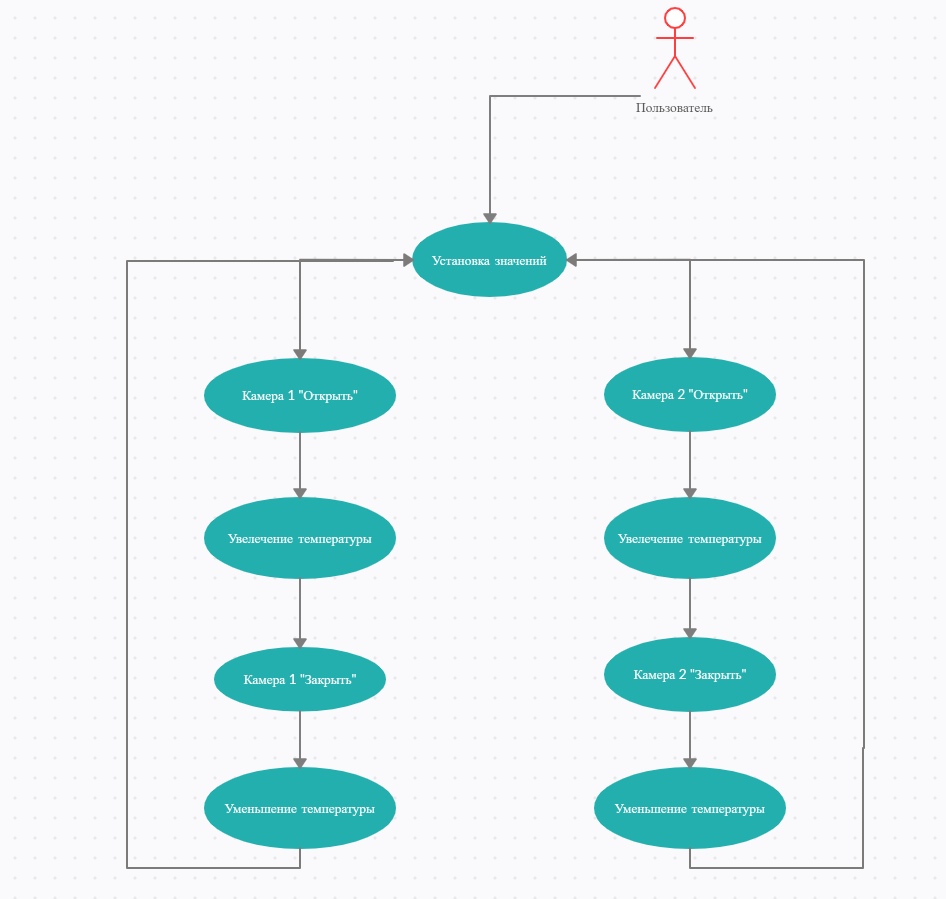 Пользователь
Установка значений
Камера 1 "Открыть"
Камера 2 "Открыть"
Увелечение температуры
Увелечение температуры
Камера 1 "Закрыть"
Камера 2 "Закрыть"
Уменьшение температуры
Уменьшение температуры